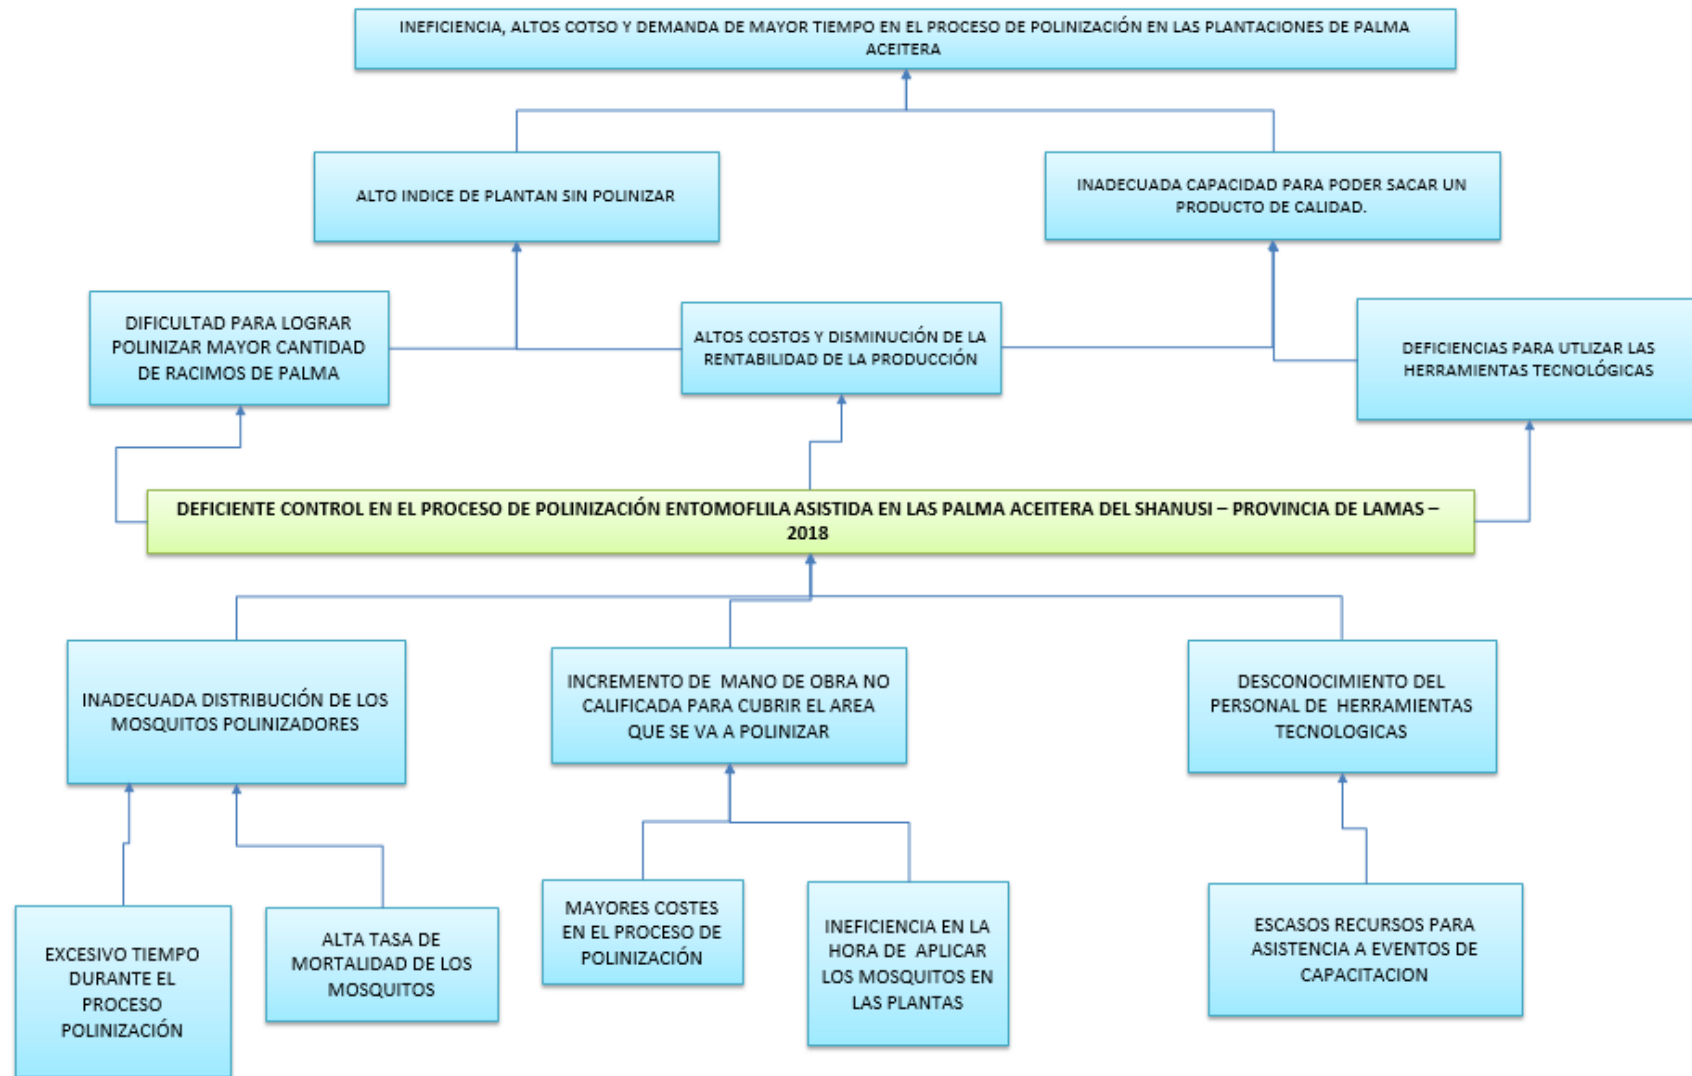 INEFICIENCIA, ALTOS COTSO Y DEMANDA DE MAYOR TIEMPO EN EL PROCESO DE POLINIZACIÓN EN LAS PLANTACIONES DE PALMA
ACEITERA
ALTO INDICE DE PLANTAN SIN POLINIZAR
INADECUADA CAPACIDAD PARA PODER SACAR UN
PRODUCTO DE CALIDAD.
DIFICULTAD PARA LOGRAR
POLINIZAR MAYOR CANTIDAD
DE RACIMOS DE PALMA
ALTOS COSTOS Y DISMINUCIÓN DE LA
RENTABILIDAD DE LA PRODUCCIÓN
DEFICIENCIAS PARA UTLIZAR LAS
HERRAMIENTAS TECNOLÓGICAS
DEFICIENTE CONTROL EN EL PROCESO DE POLINIZACIÓN ENTOMOFLILA ASISTIDA EN LAS PALMA ACEITERA DEL SHANUSI – PROVINCIA DE LAMAS –
2018
INADECUADA DISTRIBUCIÓN DE LOS
MOSQUITOS POLINIZADORES
INCREMENTO DE MANO DE OBRA NO
CALIFICADA PARA CUBRIR EL AREA
QUE SE VA A POLINIZAR
DESCONOCIMIENTO DEL
PERSONAL DE HERRAMIENTAS
TECNOLOGICAS
EXCESIVO TIEMPO
DURANTE EL
PROCESO
POLINIZACIÓN
ALTA TASA DE
MORTALIDAD DE LOS
MOSQUITOS
MAYORES COSTES
EN EL PROCESO DE
POLINIZACIÓN
INEFICIENCIA EN LA
HORA DE APLICAR
LOS MOSQUITOS EN
LAS PLANTAS
ESCASOS RECURSOS PARA
ASISTENCIA A EVENTOS DE
CAPACITACION